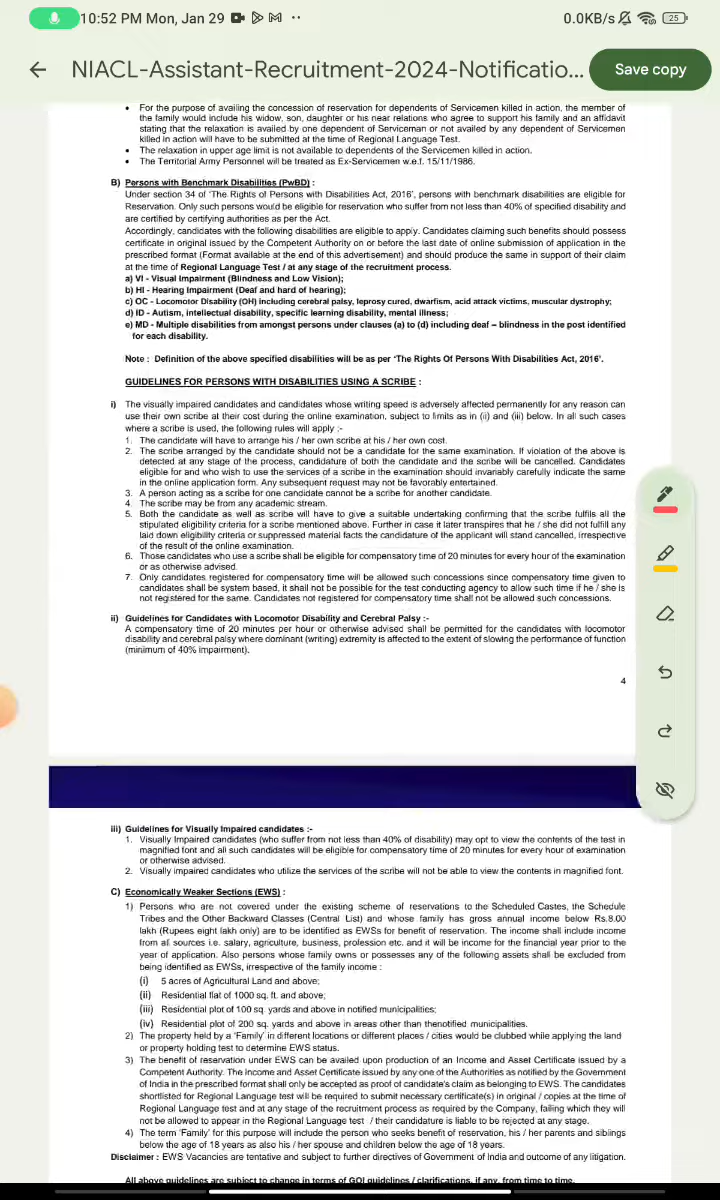 10:52 PM Mon, Jan 29 ··
0.0KB/s 25
NIACL-Assistant-Recruitment-2024-Notificatio... Save copy
• For the purpose of availing the concession of reservation for dependents of Servicemen killed in action, the member of
the family would include his widow, son, daughter or his near relations who agree to support his family and an affidavit
stating that the relaxation is availed by one dependent of Serviceman or not availed by any dependent of Servicemen
killed in action will have to be submitted at the time of Regional Language Test.
• The relaxation in upper age limit is not available to dependents of the Servicemen killed in action.
• The Territorial Army Personnel will be treated as Ex-Servicemen w.e.f. 15/11/1986.
B) Persons with Benchmark Disabilities (PwBD) :
Under section 34 of 'The Rights of Persons with Disabilities Act, 2016', persons with benchmark disabilities are eligible for
Reservation. Only such persons would be eligible for reservation who suffer from not less than 40% of specified disability and
are certified by certifying authorities as per the Act.
Accordingly, candidates with the following disabilities are eligible to apply. Candidates claiming such benefits should possess
certificate in original issued by the Competent Authority on or before the last date of online submission of application in the
prescribed format (Format available at the end of this advertisement) and should produce the same in support of their claim
at the time of Regional Language Test / at any stage of the recruitment process.
a) VI - Visual Impairment (Blindness and Low Vision);
b) HI - Hearing Impairment (Deaf and hard of hearing);
c) OC - Locomotor Disability (OH) including cerebral palsy, leprosy cured, dwarfism, acid attack victims, muscular dystrophy;
d) ID - Autism, intellectual disability, specific learning disability, mental illness;
e) MD - Multiple disabilities from amongst persons under clauses (a) to (d) including deaf – blindness in the post identified
for each disability.
Note : Definition of the above specified disabilities will be as per 'The Rights Of Persons With Disabilities Act, 2016'.
GUIDELINES FOR PERSONS WITH DISABILITIES USING A SCRIBE :
i) The visually impaired candidates and candidates whose writing speed is adversely affected permanently for any reason can
use their own scribe at their cost during the online examination, subject to limits as in (ii) and (iii) below. In all such cases
where a scribe is used, the following rules will apply :-
1. The candidate will have to arrange his / her own scribe at his / her own cost.
2. The scribe arranged by the candidate should not be a candidate for the same examination. If violation of the above is
detected at any stage of the process, candidature of both the candidate and the scribe will be cancelled. Candidates
eligible for and who wish to use the services of a scribe in the examination should invariably carefully indicate the same
in the online application form. Any subsequent request may not be favorably entertained.
3. A person acting as a scribe for one candidate cannot be a scribe for another candidate.
4. The scribe may be from any academic stream.
5. Both the candidate as well as scribe will have to give a suitable undertaking confirming that the scribe fulfils all the
stipulated eligibility criteria for a scribe mentioned above. Further in case it later transpires that he / she did not fulfill any
laid down eligibility criteria or suppressed material facts the candidature of the applicant will stand cancelled, irrespective
of the result of the online examination.
6. Those candidates who use a scribe shall be eligible for compensatory time of 20 minutes for every hour of the examination
or as otherwise advised.
7. Only candidates registered for compensatory time will be allowed such concessions since compensatory time given to
candidates shall be system based, it shall not be possible for the test conducting agency to allow such time if he / she is
not registered for the same. Candidates not registered for compensatory time shall not be allowed such concessions.
ii) Guidelines for Candidates with Locomotor Disability and Cerebral Palsy :-
A compensatory time of 20 minutes per hour or otherwise advised shall be permitted for the candidates with locomotor
disability and cerebral palsy where dominant (writing) extremity is affected to the extent of slowing the performance of function
(minimum of 40% impairment).
4
iii) Guidelines for Visually Impaired candidates :-
1. Visually Impaired candidates (who suffer from not less than 40% of disability) may opt to view the contents of the test in
magnified font and all such candidates will be eligible for compensatory time of 20 minutes for every hour of examination
or otherwise advised.
2. Visually impaired candidates who utilize the services of the scribe will not be able to view the contents in magnified font.
C) Economically Weaker Sections (EWS) :
1) Persons who are not covered under the existing scheme of reservations to the Scheduled Castes, the Schedule
Tribes and the Other Backward Classes (Central List) and whose family has gross annual income below Rs.8.00
lakh (Rupees eight lakh only) are to be identified as EWSs for benefit of reservation. The income shall include income
from all sources i.e. salary, agriculture, business, profession etc. and it will be income for the financial year prior to the
year of application. Also persons whose family owns or possesses any of the following assets shall be excluded from
being identified as EWSs, irrespective of the family income :
(i) 5 acres of Agricultural Land and above;
(ii) Residential flat of 1000 sq. ft. and above;
(iii) Residential plot of 100 sq. yards and above in notified municipalities;
(iv) Residential plot of 200 sq. yards and above in areas other than thenotified municipalities.
2) The property held by a 'Family' in different locations or different places / cities would be clubbed while applying the land
or property holding test to determine EWS status.
3) The benefit of reservation under EWS can be availed upon production of an Income and Asset Certificate issued by a
Competent Authority. The Income and Asset Certificate issued by any one of the Authorities as notified by the Government
of India in the prescribed format shall only be accepted as proof of candidate's claim as belonging to EWS. The candidates
shortlisted for Regional Language test will be required to submit necessary certificate(s) in original / copies at the time of
Regional Language test and at any stage of the recruitment process as required by the Company, failing which they will
not be allowed to appear in the Regional Language test / their candidature is liable to be rejected at any stage.
4) The term 'Family' for this purpose will include the person who seeks benefit of reservation, his / her parents and siblings
below the age of 18 years as also his / her spouse and children below the age of 18 years.
Disclaimer : EWS Vacancies are tentative and subject to further directives of Government of India and outcome of any litigation.
All above guidelines are subject to change in terms of GOI guidelines / clarifications, if any, from time to time.